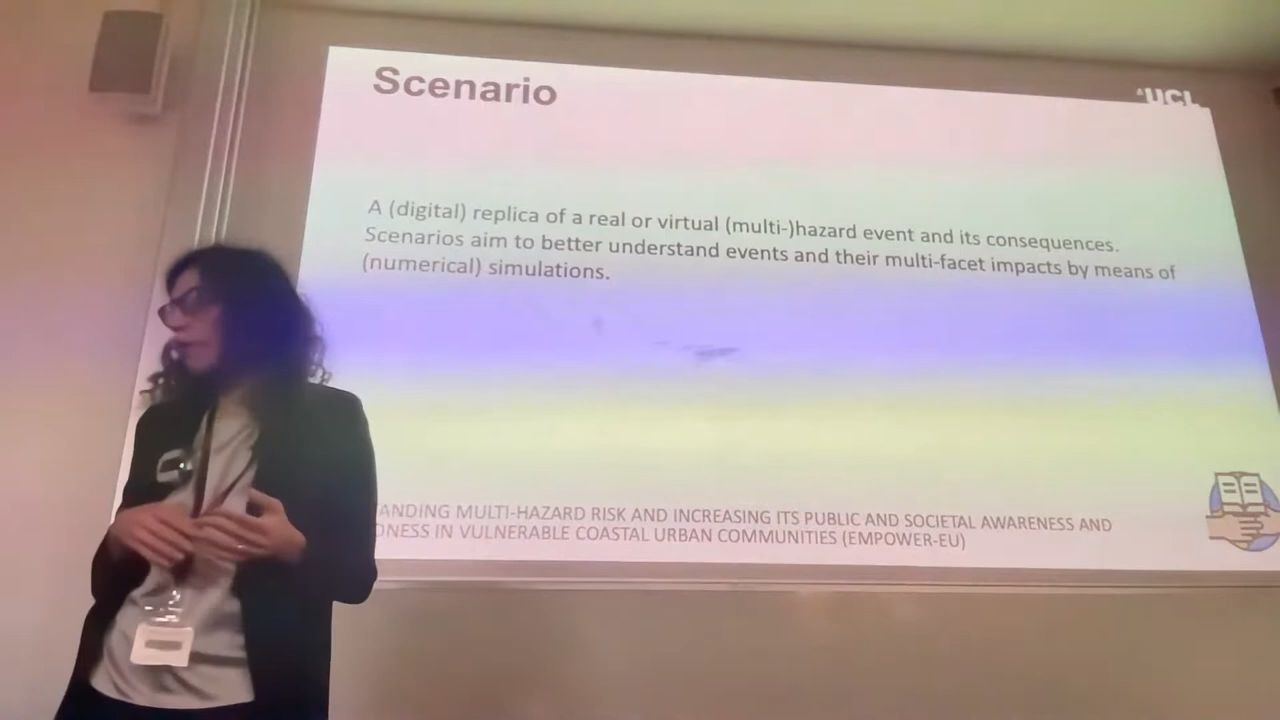 Scenario
UCL
A (digital) replica of a real or virtual (multi-)hazard event and its consequences.
Scenarios aim to better understand events and their multi-facet impacts by means of
(numerical) simulations.
ANDING MULTI-HAZARD RISK AND INCREASING ITS PUBLIC AND SOCIETAL AWARENESS AND
DNESS IN VULNERABLE COASTAL URBAN COMMUNITIES (EMPOWER-EU)